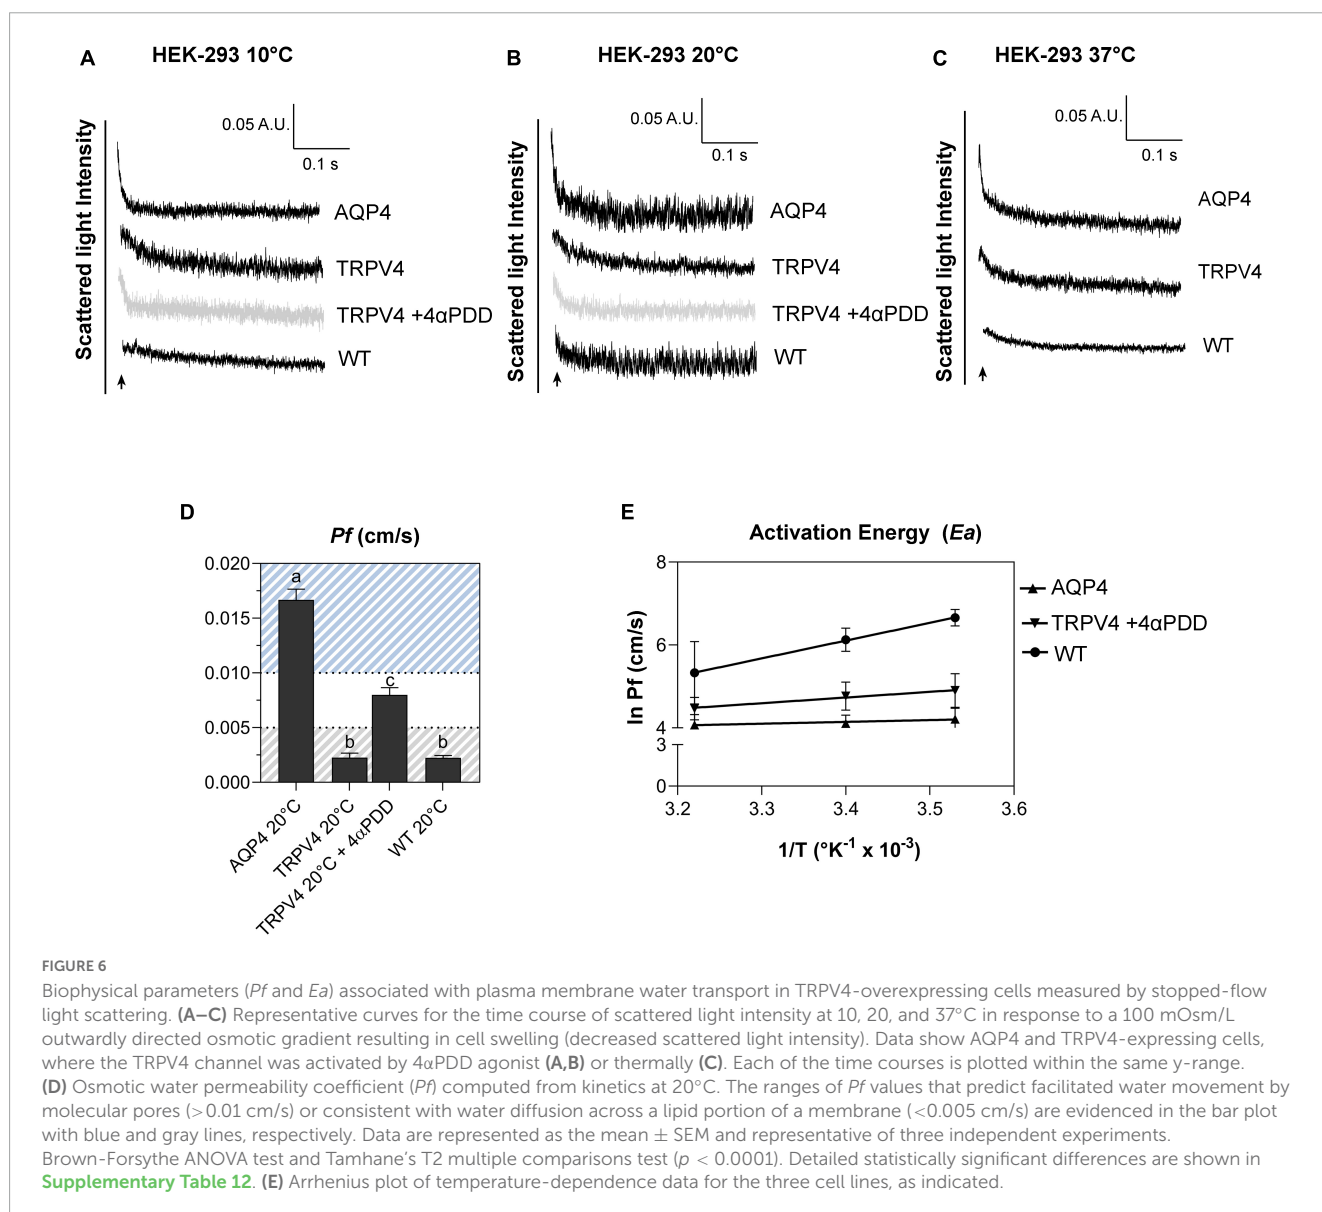 A
HEK-293 10°C
Scattered light Intensity
0.05 A.U.
0.1 s
AQP4
TRPV4
TRPV4 +4αPDD
WT
B
HEK-293 20°C
Scattered light Intensity
0.05 A.U.
0.1 s
AQP4
TRPV4
TRPV4 +4αPDD
WT
C
HEK-293 37°C
Scattered light Intensity
0.05 A.U.
0.1 s
AQP4
TRPV4
WT
D
Pf (cm/s)
0.020
0.015
0.010
0.005
0.000
a
b
c
b
AQP4 20°C
TRPV4 20°C
TRPV4 20°C + 4αPDD
WT 20°C
E
Activation Energy (Ea)
ln Pf (cm/s)
8
6
4
3
0
3.2
3.3
3.4
3.5
3.6
1/T (°K⁻¹ x 10⁻³)
AQP4
TRPV4 +4αPDD
WT
FIGURE 6
Biophysical parameters (Pf and Ea) associated with plasma membrane water transport in TRPV4-overexpressing cells measured by stopped-flow
light scattering. (A–C) Representative curves for the time course of scattered light intensity at 10, 20, and 37°C in response to a 100 mOsm/L
outwardly directed osmotic gradient resulting in cell swelling (decreased scattered light intensity). Data show AQP4 and TRPV4-expressing cells,
where the TRPV4 channel was activated by 4αPDD agonist (A,B) or thermally (C). Each of the time courses is plotted within the same y-range.
(D) Osmotic water permeability coefficient (Pf) computed from kinetics at 20°C. The ranges of Pf values that predict facilitated water movement by
molecular pores (>0.01 cm/s) or consistent with water diffusion across a lipid portion of a membrane (<0.005 cm/s) are evidenced in the bar plot
with blue and gray lines, respectively. Data are represented as the mean ± SEM and representative of three independent experiments.
Brown-Forsythe ANOVA test and Tamhane's T2 multiple comparisons test (p < 0.0001). Detailed statistically significant differences are shown in
Supplementary Table 12. (E) Arrhenius plot of temperature-dependence data for the three cell lines, as indicated.